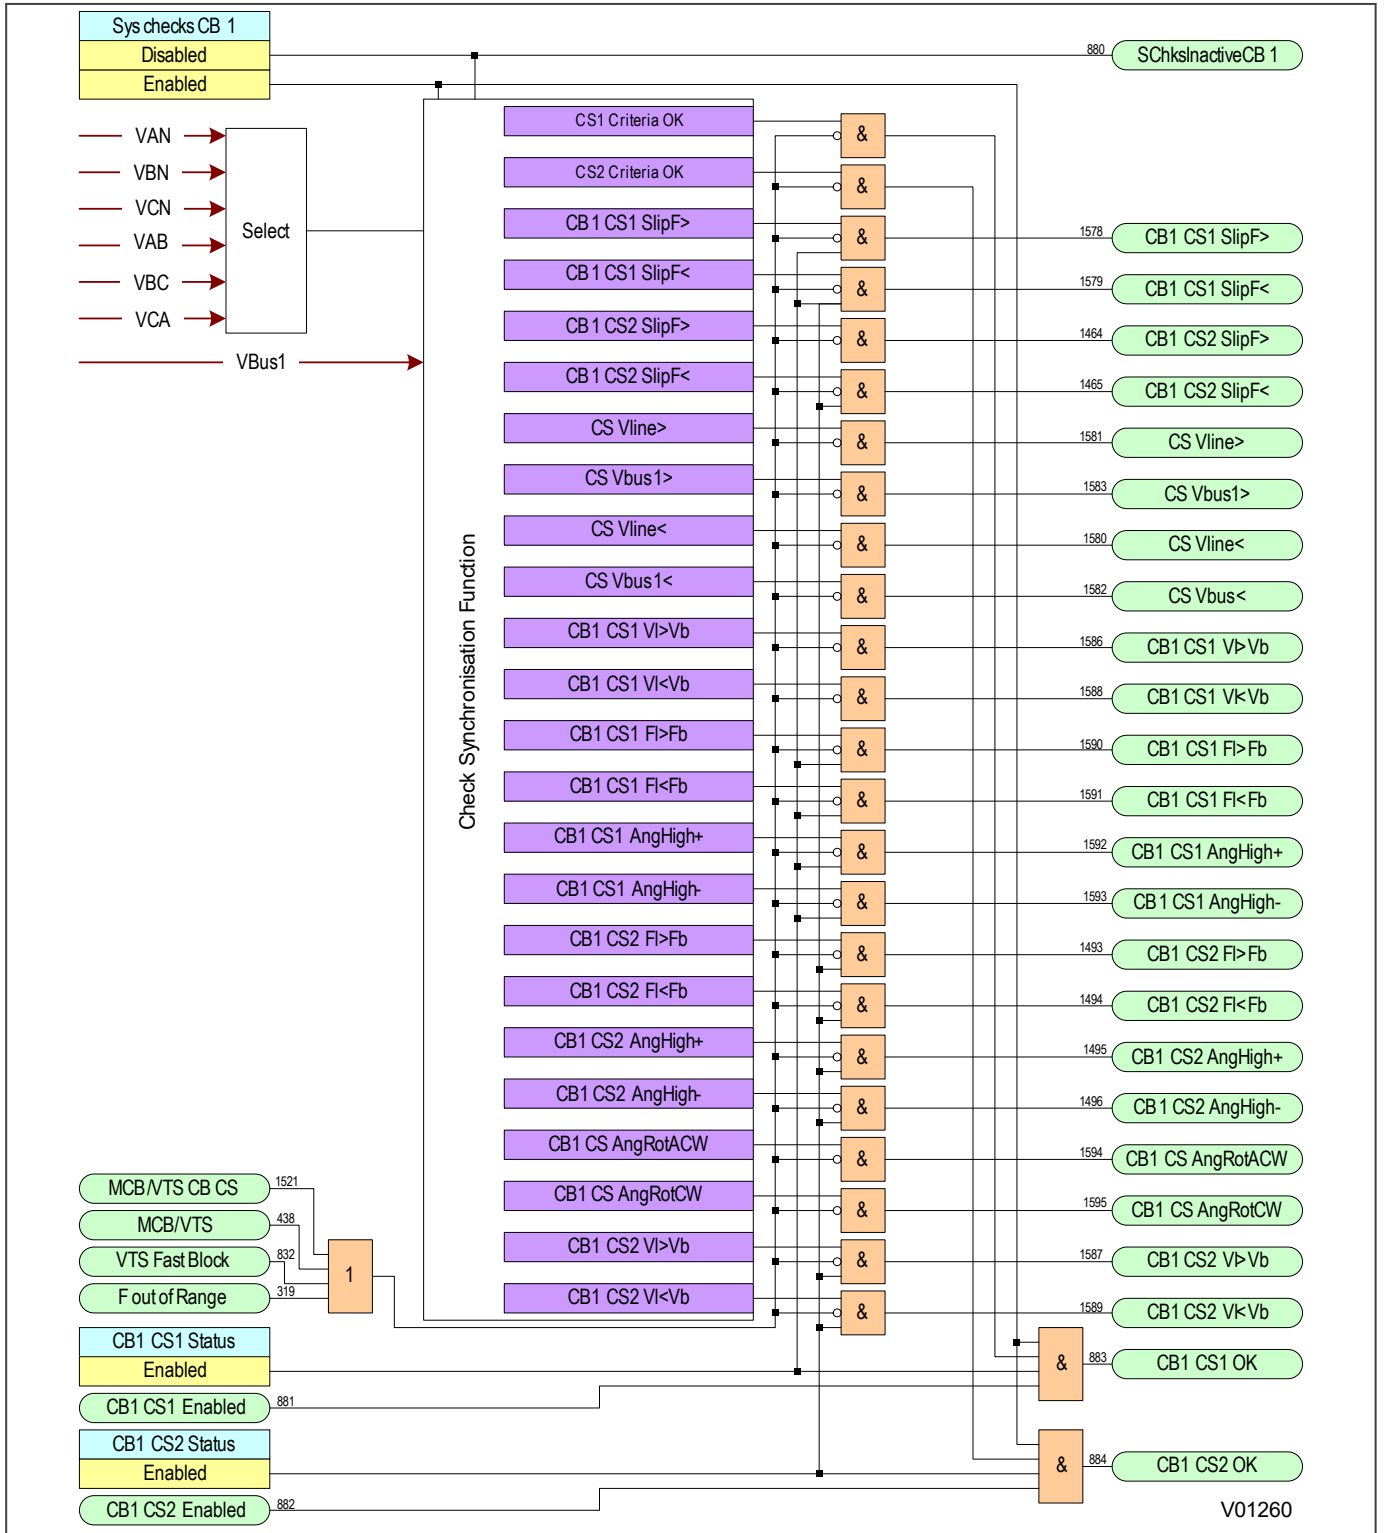 Sys checks CB 1
Disabled
Enabled
880
SChksInactiveCB 1
VAN
VBN
VCN
VAB
VBC
VCA
Select
VBus1
Check Synchronisation Function
CS1 Criteria OK
&
CS2 Criteria OK
&
CB1 CS1 SlipF>
&
1578
CB1 CS1 SlipF>
CB1 CS1 SlipF<
&
1579
CB1 CS1 SlipF<
CB1 CS2 SlipF>
&
1464
CB1 CS2 SlipF>
CB1 CS2 SlipF<
&
1465
CB1 CS2 SlipF<
CS Vline>
&
1581
CS Vline>
CS Vbus1>
&
1583
CS Vbus1>
CS Vline<
&
1580
CS Vline<
CS Vbus1<
&
1582
CS Vbus<
CB1 CS1 Vl>Vb
&
1586
CB1 CS1 Vl>Vb
CB1 CS1 Vl<Vb
&
1588
CB1 CS1 Vl<Vb
CB1 CS1 Fl>Fb
&
1590
CB1 CS1 Fl>Fb
CB1 CS1 Fl<Fb
&
1591
CB1 CS1 Fl<Fb
CB1 CS1 AngHigh+
&
1592
CB1 CS1 AngHigh+
CB1 CS1 AngHigh-
&
1593
CB1 CS1 AngHigh-
CB1 CS2 Fl>Fb
&
1493
CB1 CS2 Fl>Fb
CB1 CS2 Fl<Fb
&
1494
CB1 CS2 Fl<Fb
CB1 CS2 AngHigh+
&
1495
CB1 CS2 AngHigh+
CB1 CS2 AngHigh-
&
1496
CB1 CS2 AngHigh-
CB1 CS AngRotACW
&
1594
CB1 CS AngRotACW
CB1 CS AngRotCW
&
1595
CB1 CS AngRotCW
CB1 CS2 Vl>Vb
&
1587
CB1 CS2 Vl>Vb
CB1 CS2 Vl<Vb
&
1589
CB1 CS2 Vl<Vb
MCB/VTS CB CS
1521
MCB/VTS
438
VTS Fast Block
832
F out of Range
319
1
CB1 CS1 Status
Enabled
CB1 CS1 Enabled
881
&
883
CB1 CS1 OK
CB1 CS2 Status
Enabled
CB1 CS2 Enabled
882
&
884
CB1 CS2 OK
V01260